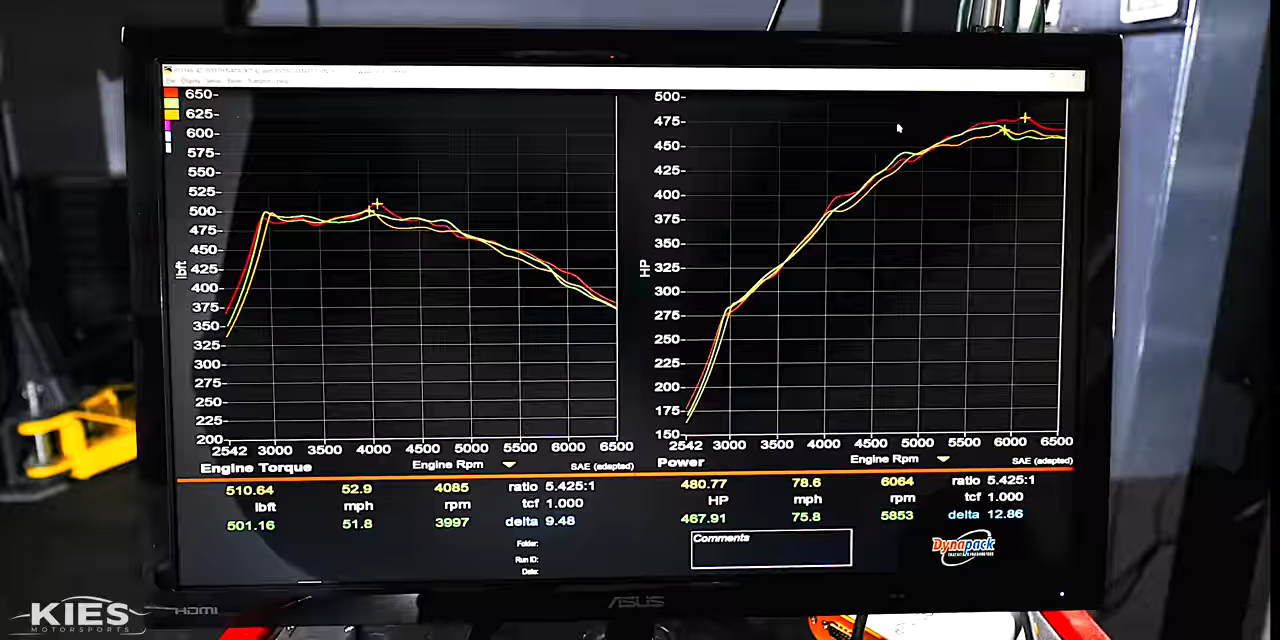 650-
625-
600-
575-
550-
525-
500-
475-
450-
425-
400-
375-
350-
325-
300-
275-
250-
225-
200
lbft
2542 3000 3500 4000 4500 5000 5500 6000 6500
Engine Torque Engine Rpm SAE (adapted)
500-
475-
450-
425-
400-
375-
350-
325-
300-
275-
250-
225-
200-
175-
150
HP
2542 3000 3500 4000 4500 5000 5500 6000 6500
Power Engine Rpm SAE (adapted)
510.64 52.9 4085 ratio 5.425:1
lbft mph rpm tcf 1.000
501.16 51.8 3997 delta 9.48
480.77 78.6 6064 ratio 5.425:1
HP mph rpm tcf 1.000
467.91 75.8 5853 delta 12.86
Folder:
Run ID:
Date:
Comments
Dynapack
HDMI
ASUS
KIES
MOTORSPORTS